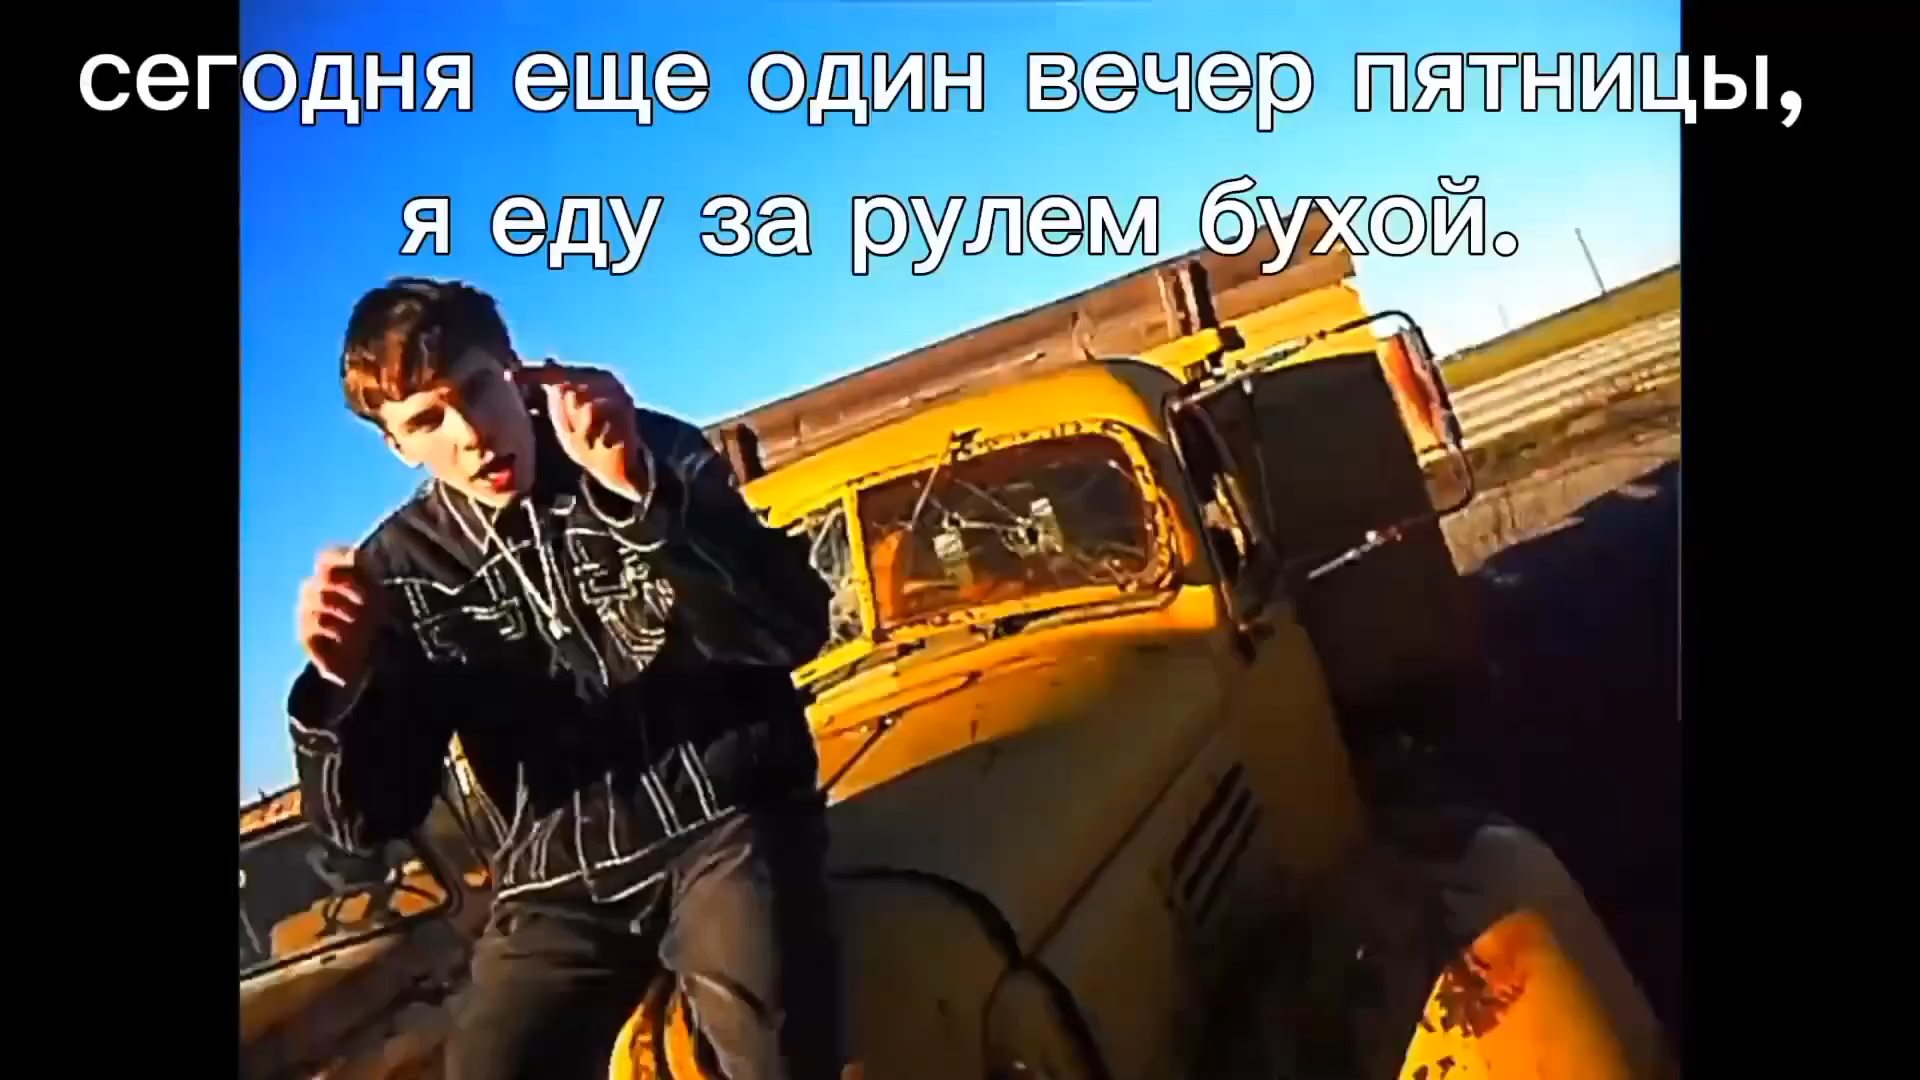 сегодня еще один вечер пятницы,
я еду за рулем бухой.